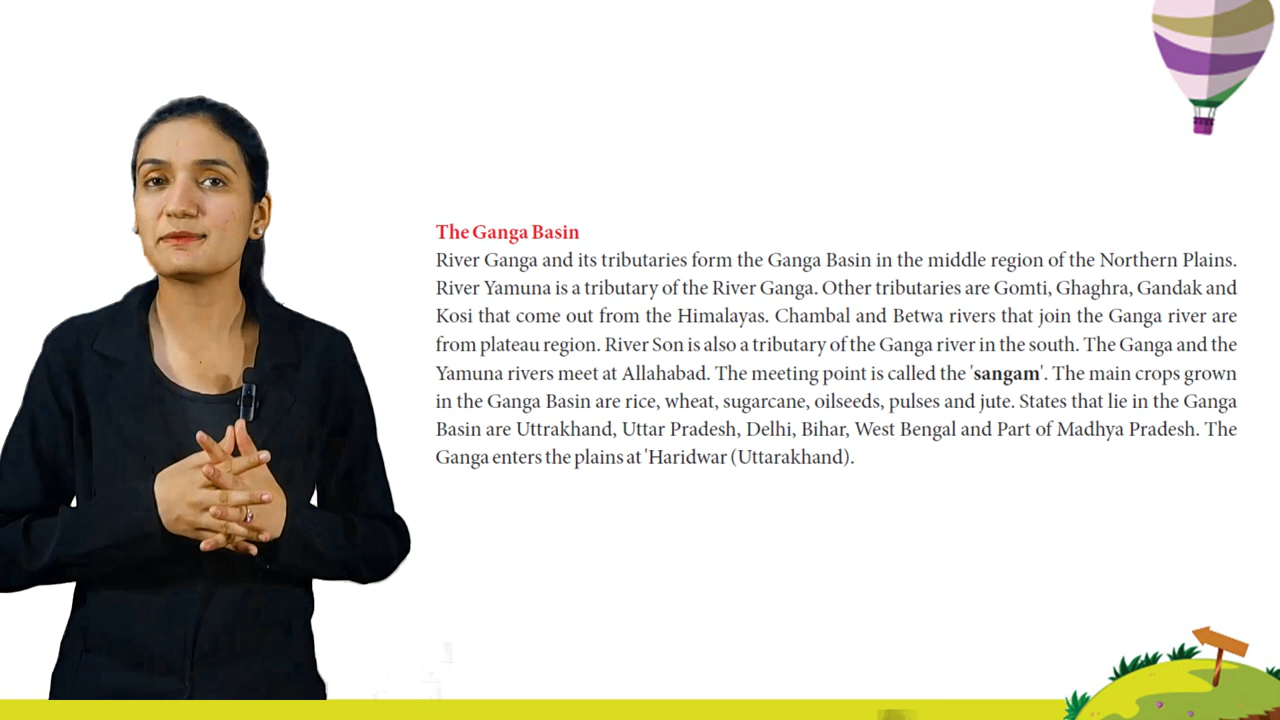 The Ganga Basin
River Ganga and its tributaries form the Ganga Basin in the middle region of the Northern Plains.
River Yamuna is a tributary of the River Ganga. Other tributaries are Gomti, Ghaghra, Gandak and
Kosi that come out from the Himalayas. Chambal and Betwa rivers that join the Ganga river are
from plateau region. River Son is also a tributary of the Ganga river in the south. The Ganga and the
Yamuna rivers meet at Allahabad. The meeting point is called the 'sangam'. The main crops grown
in the Ganga Basin are rice, wheat, sugarcane, oilseeds, pulses and jute. States that lie in the Ganga
Basin are Uttrakhand, Uttar Pradesh, Delhi, Bihar, West Bengal and Part of Madhya Pradesh. The
Ganga enters the plains at 'Haridwar (Uttarakhand).